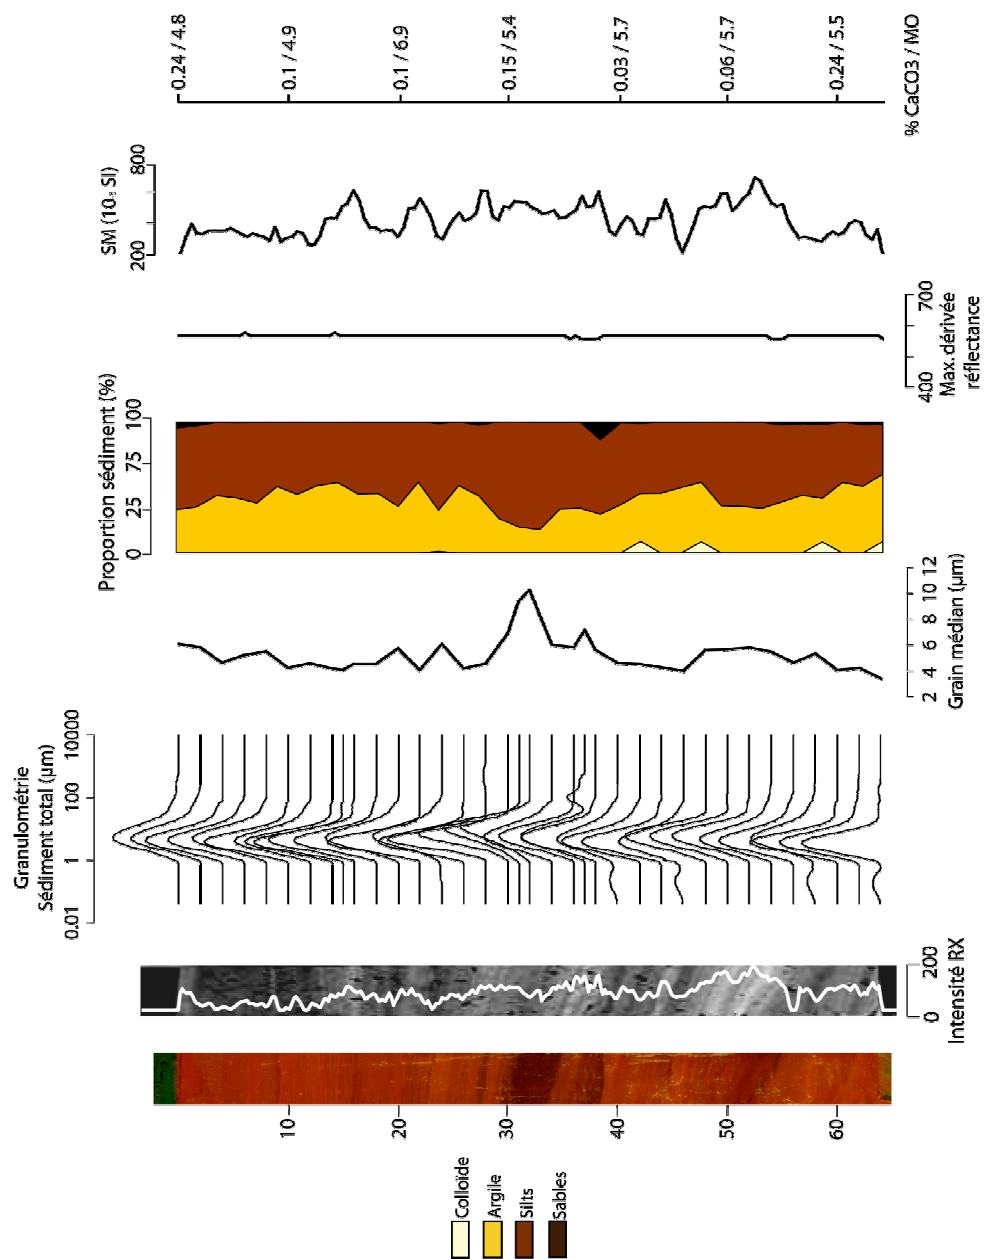 0.24 / 4.8
0.1 / 4.9
0.1 / 6.9
0.15 / 5.4
0.03 / 5.7
0.06 / 5.7
0.24 / 5.5
% CaCO3 / MO
SM (10-8 SI)
200
800
Max. dérivée
réflectance
400
700
Proportion sédiment (%)
0
25
75
100
Grain médian (µm)
2
4
6
8
10
12
Granulométrie
Sédiment total (µm)
0.01
1
100
10000
Intensité RX
0
200
10
20
30
40
50
60
Colloïde
Argile
Silts
Sables